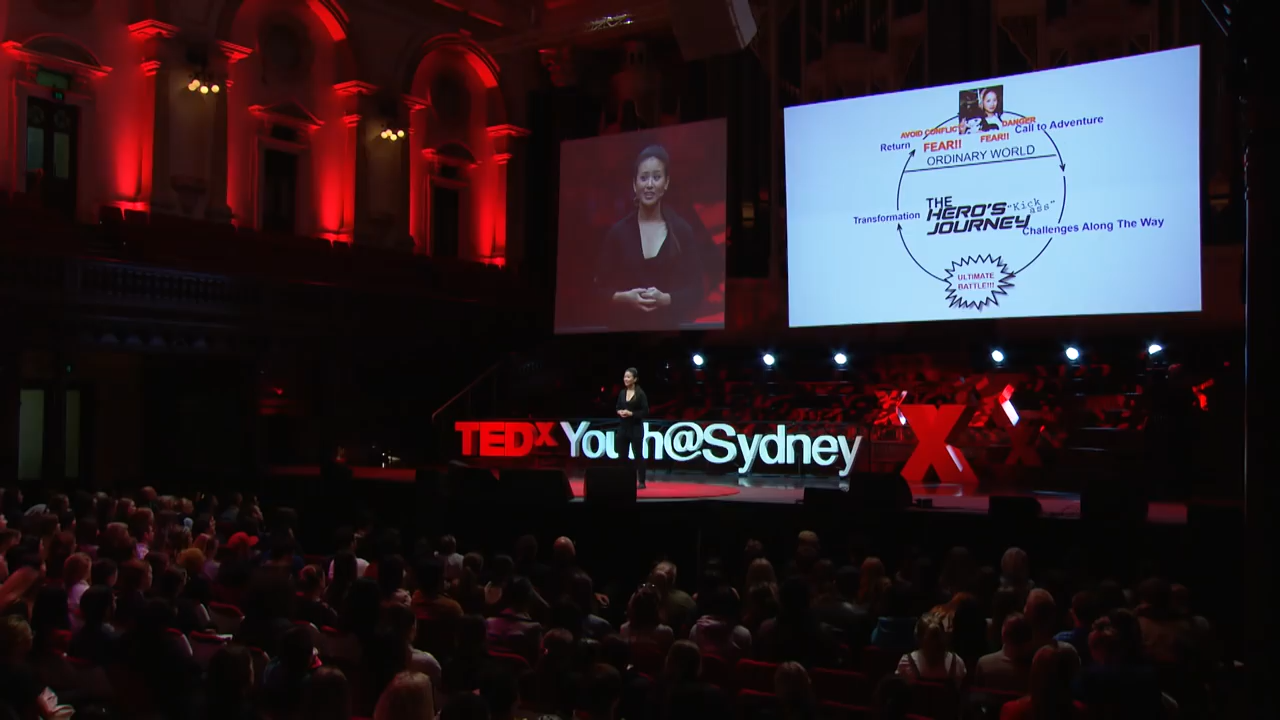 AVOID CONFLICT
DANGER
Return
FEAR!!
FEAR!!
Call to Adventure
ORDINARY WORLD
THE
HERO'S
JOURNEY
"Kick
ass"
Transformation
Challenges Along The Way
ULTIMATE
BATTLE!!!
TEDx Youth@Sydney
X